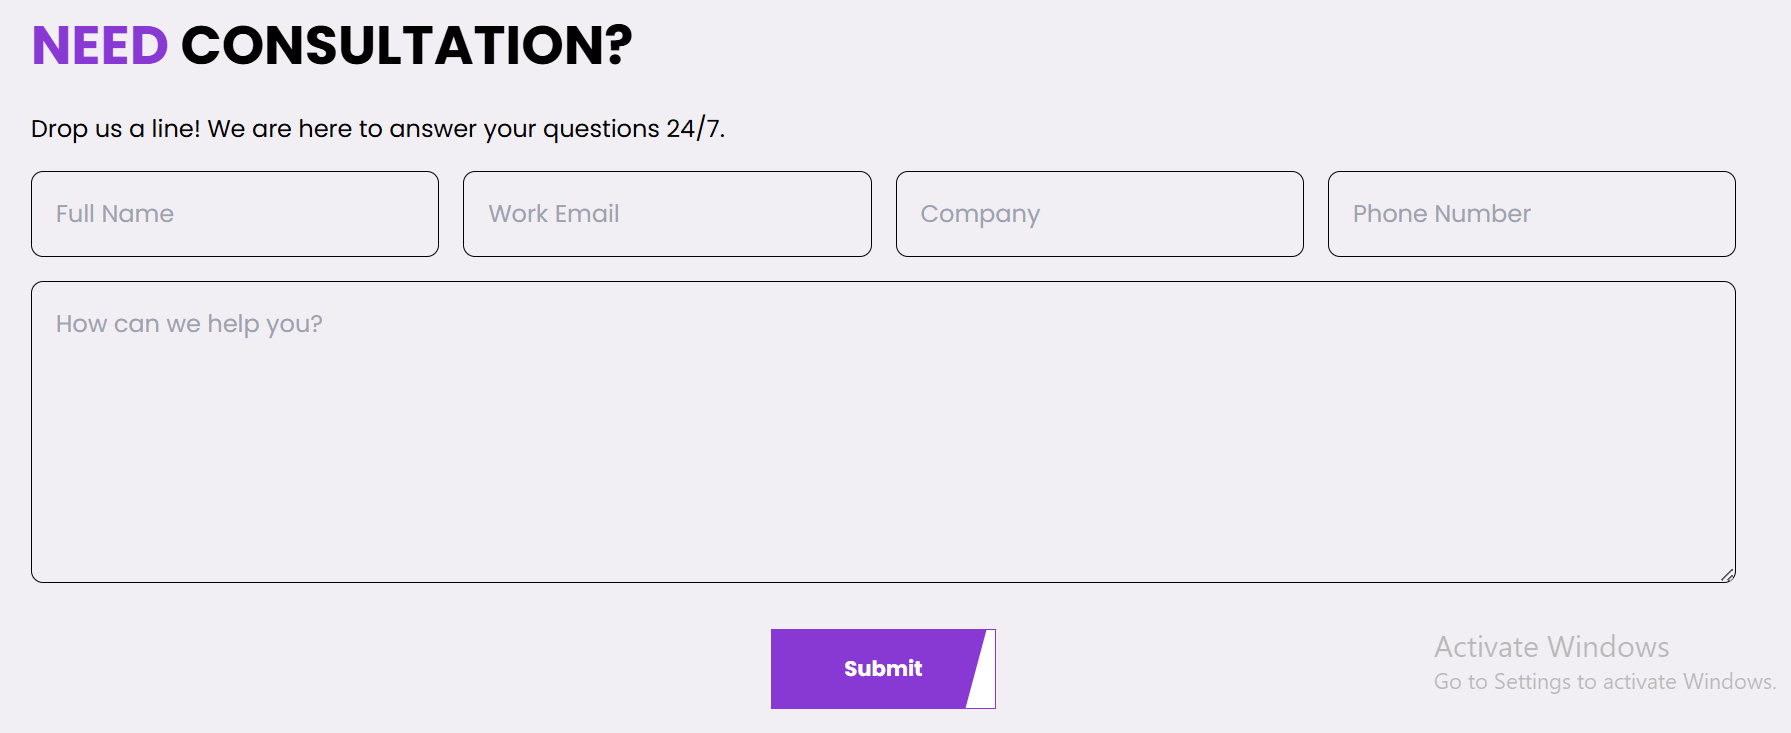 NEED CONSULTATION?
Drop us a line! We are here to answer your questions 24/7.
Full Name
Work Email
Company
Phone Number
How can we help you?
Submit
Activate Windows
Go to Settings to activate Windows.